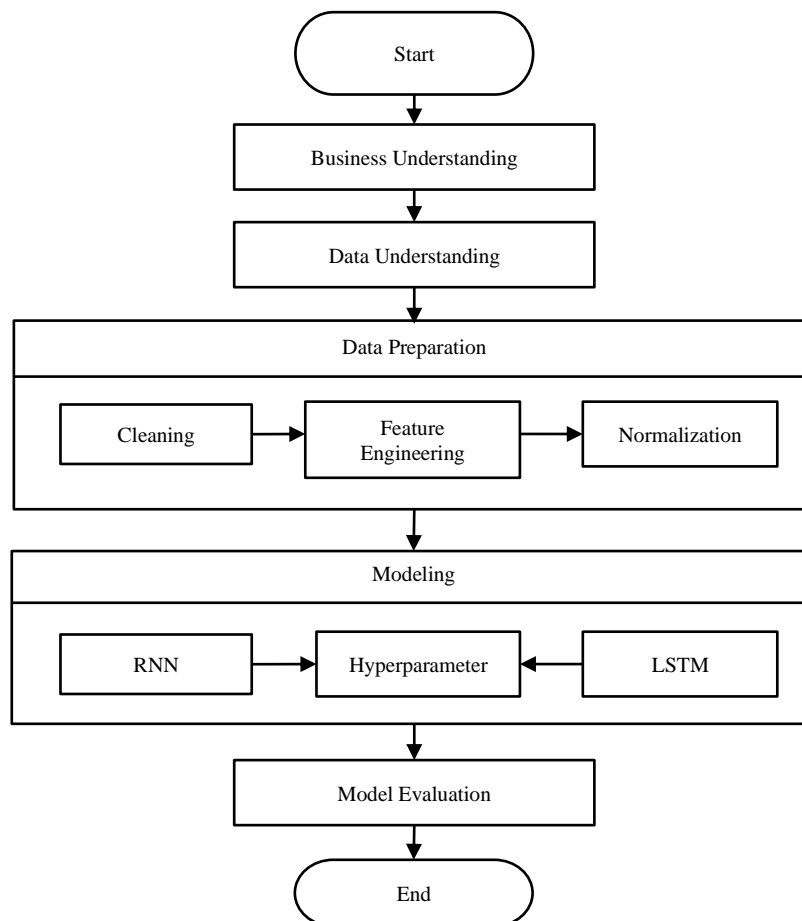 Start
Business Understanding
Data Understanding
Data Preparation
Cleaning
Feature
Engineering
Normalization
Modeling
RNN
Hyperparameter
LSTM
Model Evaluation
End